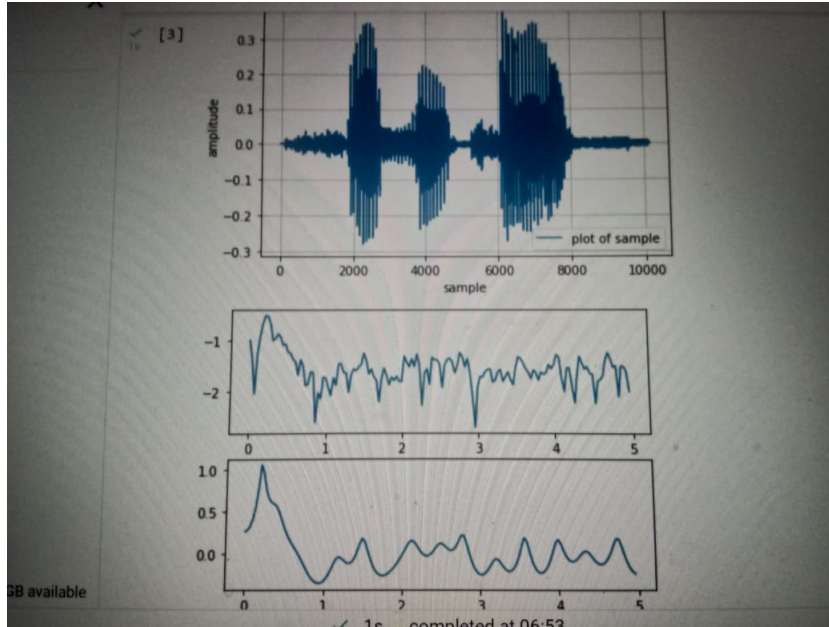 [3]
1s
0.3
0.2
0.1
0.0
−0.1
−0.2
−0.3
amplitude
plot of sample
0 2000 4000 6000 8000 10000
sample
−1
−2
0 1 2 3 4 5
1.0
0.5
0.0
0 1 2 3 4 5
GB available
1s completed at 06:53